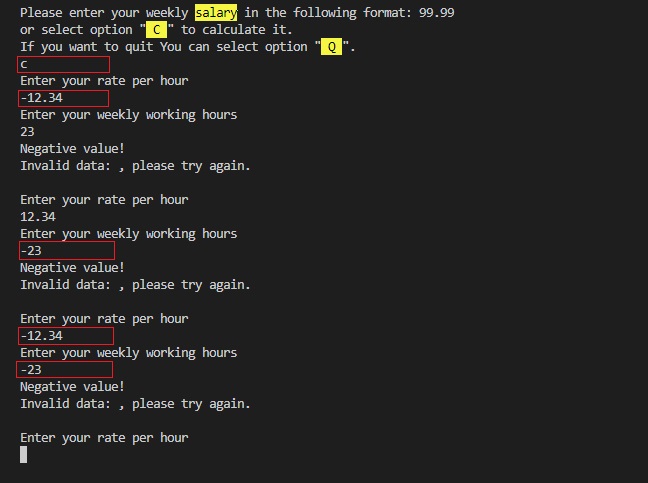 Please enter your weekly salary in the following format: 99.99
or select option " C " to calculate it.
If you want to quit You can select option " Q ".
c
Enter your rate per hour
-12.34
Enter your weekly working hours
23
Negative value!
Invalid data: , please try again.
Enter your rate per hour
12.34
Enter your weekly working hours
-23
Negative value!
Invalid data: , please try again.
Enter your rate per hour
-12.34
Enter your weekly working hours
-23
Negative value!
Invalid data: , please try again.
Enter your rate per hour